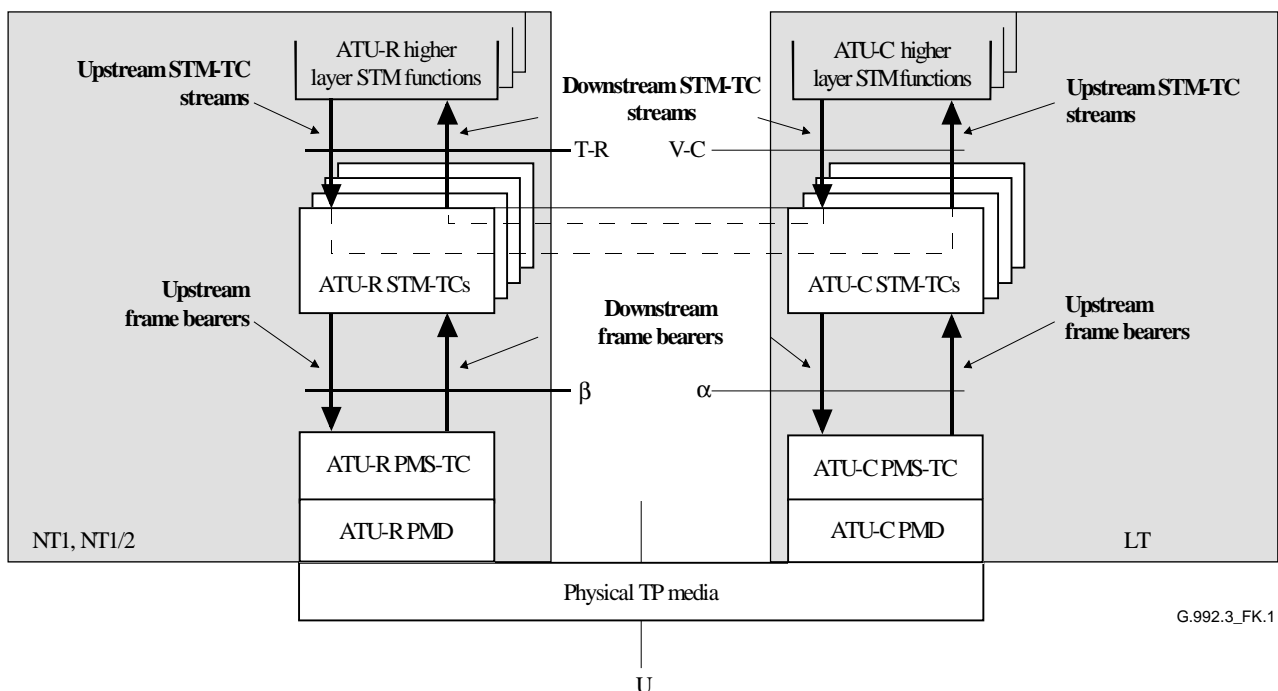 ATU-R higher
layer STM functions
ATU-C higher
layer STM functions
Upstream STM-TC
streams
Downstream STM-TC
streams
Upstream STM-TC
streams
T-R
V-C
ATU-R STM-TCs
ATU-C STM-TCs
Upstream
frame bearers
Downstream
frame bearers
Upstream
frame bearers
β
α
ATU-R PMS-TC
ATU-C PMS-TC
ATU-R PMD
ATU-C PMD
NT1, NT1/2
LT
Physical TP media
G.992.3_FK.1
U